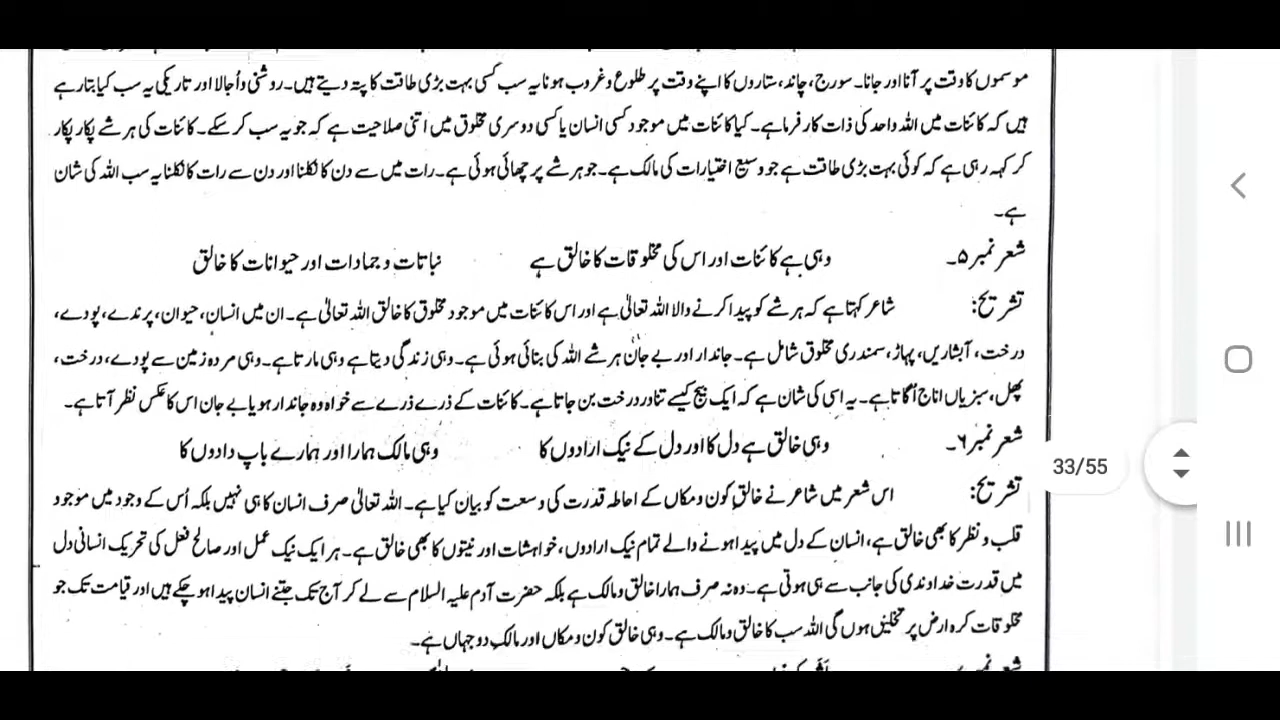 موسموں کا وقت پر آنا اور جانا۔ سورج، چاند، ستاروں کا اپنے وقت پر طلوع و غروب ہونا یہ سب کسی بہت بڑی طاقت کا پتہ دیتے ہیں۔ روشنی و اُجالا اور تاریکی یہ سب کیا بتا رہے
ہیں کہ کائنات میں اللہ واحد کی ذات کارفرما ہے۔ کیا کائنات میں موجود کسی انسان یا کسی دوسری مخلوق میں اتنی صلاحیت ہے کہ جو یہ سب کر سکے۔ کائنات کی ہر شے پکار پکار
کر کہہ رہی ہے کہ کوئی بہت بڑی طاقت ہے جو وسیع اختیارات کی مالک ہے۔ جو ہر شے پر چھائی ہوئی ہے۔ رات میں سے دن کا نکلنا اور دن سے رات کا نکلنا یہ سب اللہ کی شان
ہے۔
شعر نمبر ۵۔ وہی ہے کائنات اور اس کی مخلوقات کا خالق ہے نباتات و جمادات اور حیوانات کا خالق
تشریح: شاعر کہتا ہے کہ ہر شے کو پیدا کرنے والا اللہ تعالیٰ ہے اور اس کائنات میں موجود مخلوق کا خالق اللہ تعالیٰ ہے۔ ان میں انسان، حیوان، پرندے، پودے،
درخت، آبشاریں، پہاڑ، سمندری مخلوق شامل ہے۔ جاندار اور بے جان ہر شے اللہ کی بنائی ہوئی ہے۔ وہی زندگی دیتا ہے وہی مارتا ہے۔ وہی مردہ زمین سے پودے، درخت،
پھل، سبزیاں اناج اُگاتا ہے۔ یہ اسی کی شان ہے کہ ایک بیج کیسے تناور درخت بن جاتا ہے۔ کائنات کے ذرے ذرے سے خواہ وہ جاندار ہو یا بے جان اس کا عکس نظر آتا ہے۔
شعر نمبر ۶۔ وہی خالق ہے دل کا اور دل کے نیک ارادوں کا وہی مالک ہمارا اور ہمارے باپ دادوں کا
تشریح: اس شعر میں شاعر نے خالقِ کون و مکاں کے احاطہ قدرت کی وسعت کو بیان کیا ہے۔ اللہ تعالیٰ صرف انسان کا ہی نہیں بلکہ اُس کے وجود میں موجود
قلب و نظر کا بھی خالق ہے، انسان کے دل میں پیدا ہونے والے تمام نیک ارادوں، خواہشات اور نیتوں کا بھی خالق ہے۔ ہر ایک نیک عمل اور صالح فعل کی تحریک انسانی دل
میں قدرت خداوندی کی جانب سے ہی ہوتی ہے۔ وہ نہ صرف ہمارا خالق و مالک ہے بلکہ حضرت آدم علیہ السلام سے لے کر آج تک جتنے انسان پیدا ہو چکے ہیں اور قیامت تک جو
مخلوقات کرہ ارض پر تخلیق ہوں گی اللہ سب کا خالق و مالک ہے۔ وہی خالق کون و مکاں اور مالکِ دو جہاں ہے۔
33/55